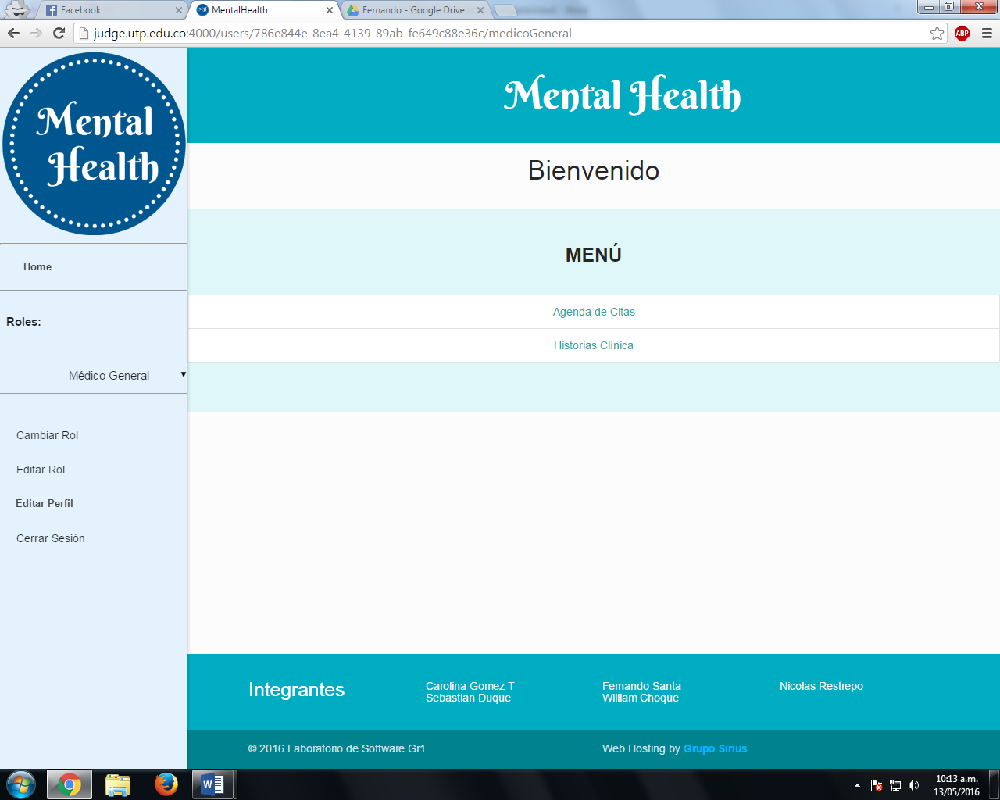 Facebook
MentalHealth
Fernando - Google Drive
judge.utp.edu.co:4000/users/786e844e-8ea4-4139-89ab-fe649c88e36c/medicoGeneral
ABP
Mental
Health
Home
Roles:
Médico General
Cambiar Rol
Editar Rol
Editar Perfil
Cerrar Sesión
Mental Health
Bienvenido
MENÚ
Agenda de Citas
Historias Clínica
Integrantes
Carolina Gomez T
Sebastian Duque
Fernando Santa
William Choque
Nicolas Restrepo
© 2016 Laboratorio de Software Gr1.
Web Hosting by Grupo Sirius
10:13 a.m.
13/05/2016